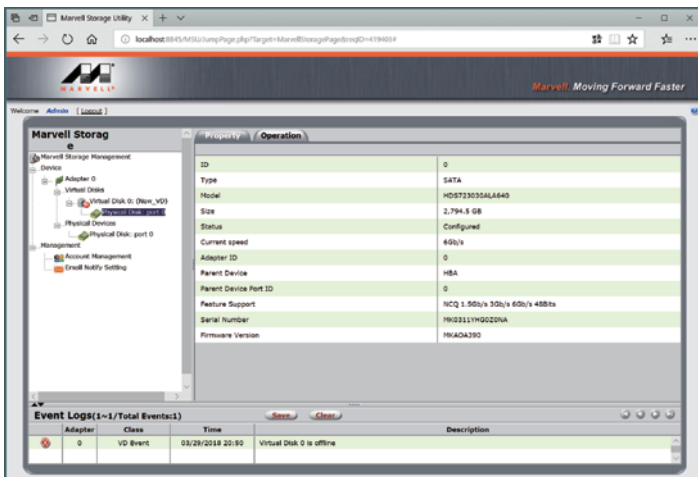 Marvell Storage Utility
localhost:8845/MSU/JumpPage.php?Target=MarvellStoragePage&reqID=419403#
MARVELL®
Marvell. Moving Forward Faster
Welcome Admin [ Logout ]
Marvell Storag
e
Marvell Storage Management
Device
Adapter 0
Virtual Disks
Virtual Disk 0: (New_VD)
Physical Disk: port 0
Physical Devices
Physical Disk: port 0
Management
Account Management
Email Notify Setting
Property Operation
ID 0
Type SATA
Model HDS723030ALA640
Size 2,794.5 GB
Status Configured
Current speed 6Gb/s
Adapter ID 0
Parent Device HBA
Parent Device Port ID 0
Feature Support NCQ 1.5Gb/s 3Gb/s 6Gb/s 48Bits
Serial Number MK0311YHG0Z0NA
Firmware Version MKAOA390
Event Logs(1~1/Total Events:1) Save Clear
Adapter Class Time Description
0 VD Event 03/29/2018 20:50 Virtual Disk 0 is offline